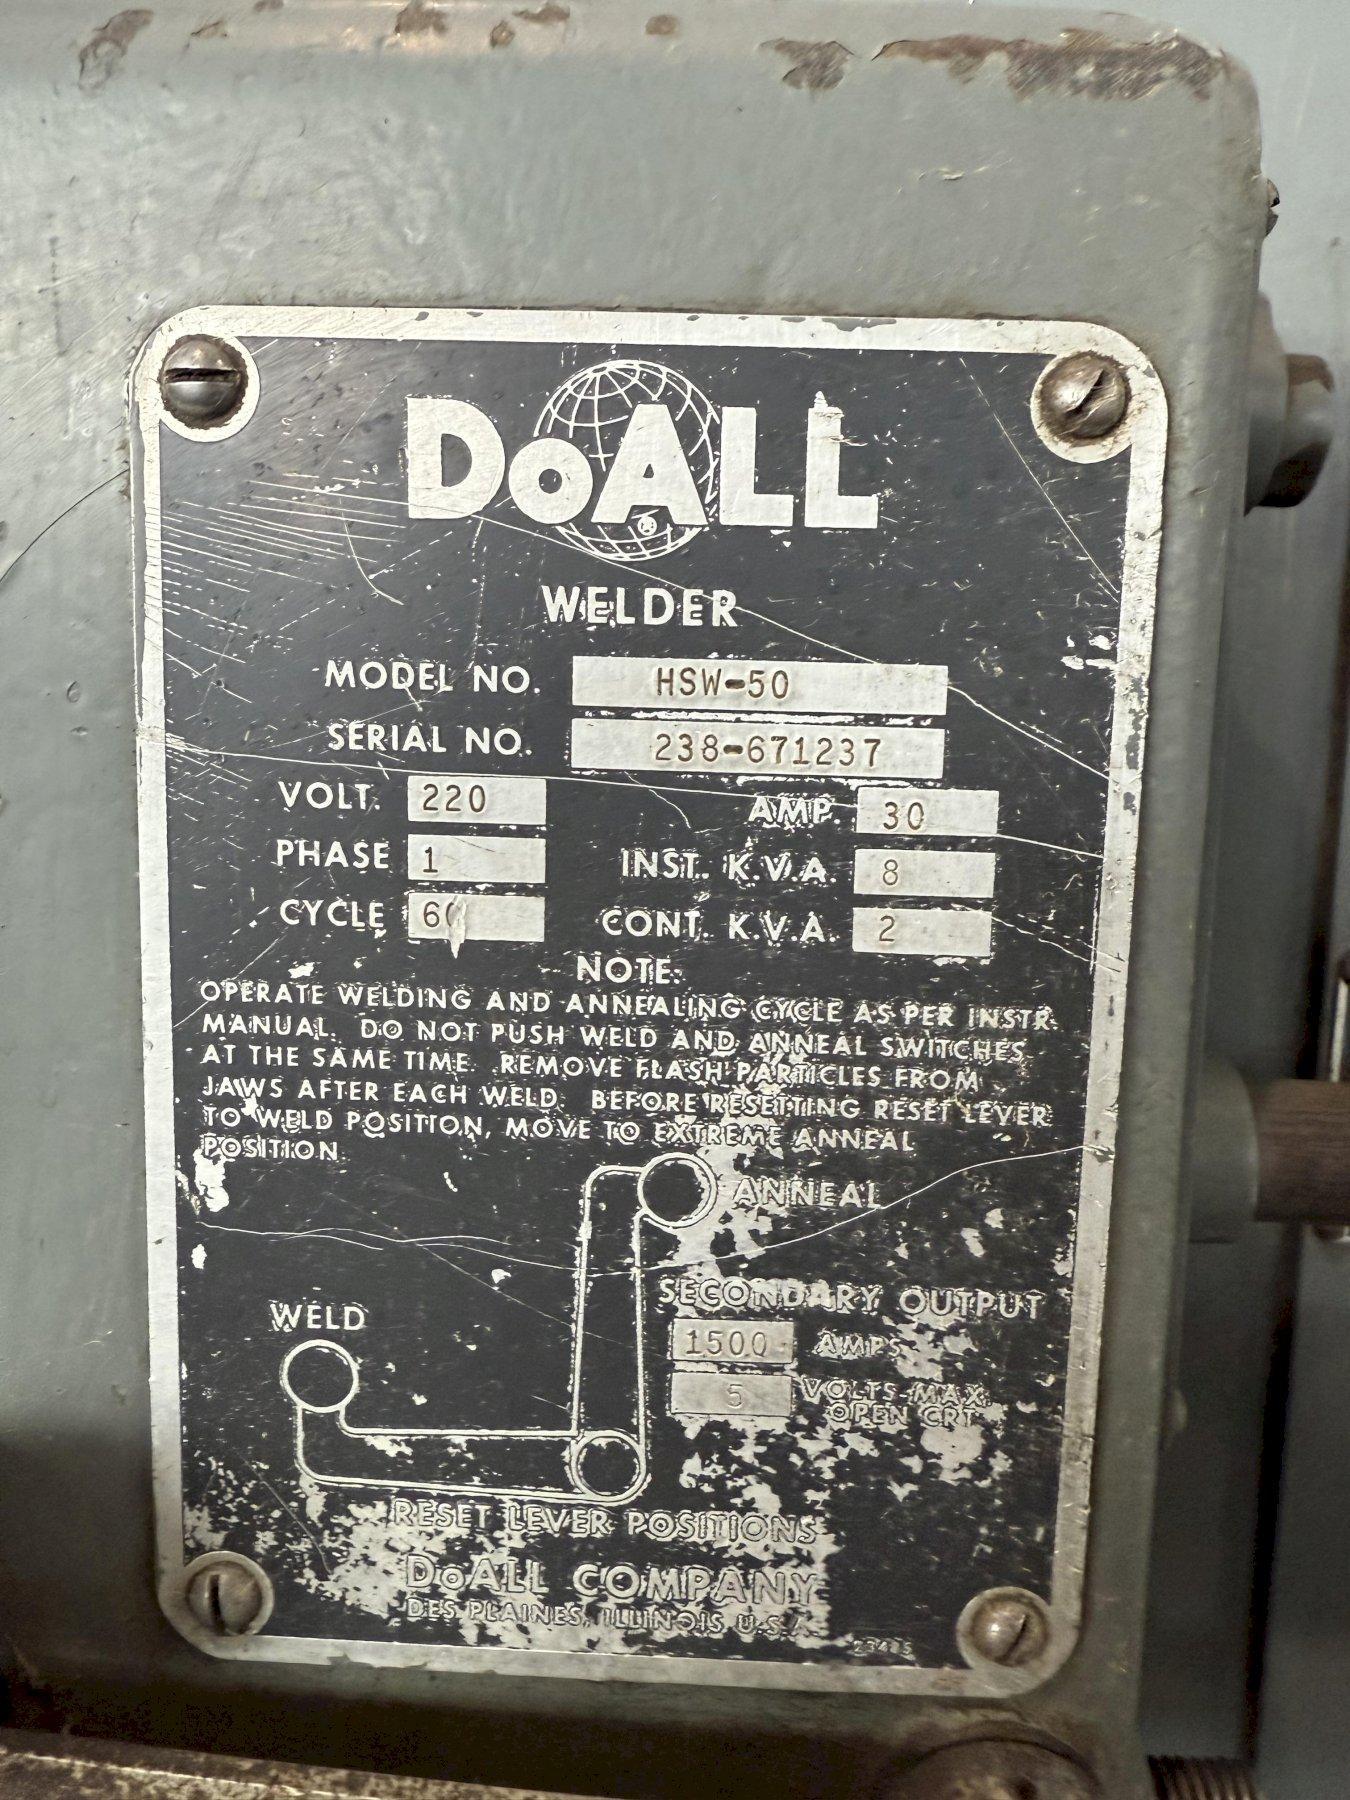 DoALL
WELDER
MODEL NO. HSW-50
SERIAL NO. 238-671237
VOLT. 220 AMP. 30
PHASE 1 INST. K.V.A. 8
CYCLE 60 CONT. K.V.A. 2
NOTE:
OPERATE WELDING AND ANNEALING CYCLE AS PER INSTR.
MANUAL. DO NOT PUSH WELD AND ANNEAL SWITCHES
AT THE SAME TIME. REMOVE FLASH PARTICLES FROM
JAWS AFTER EACH WELD. BEFORE RESETTING RESET LEVER
TO WELD POSITION, MOVE TO EXTREME ANNEAL
POSITION
ANNEAL
WELD
SECONDARY OUTPUT
1500 AMPS
5 VOLTS-MAX.
OPEN CRT.
RESET LEVER POSITIONS
DoALL COMPANY
DES PLAINES, ILLINOIS U.S.A.